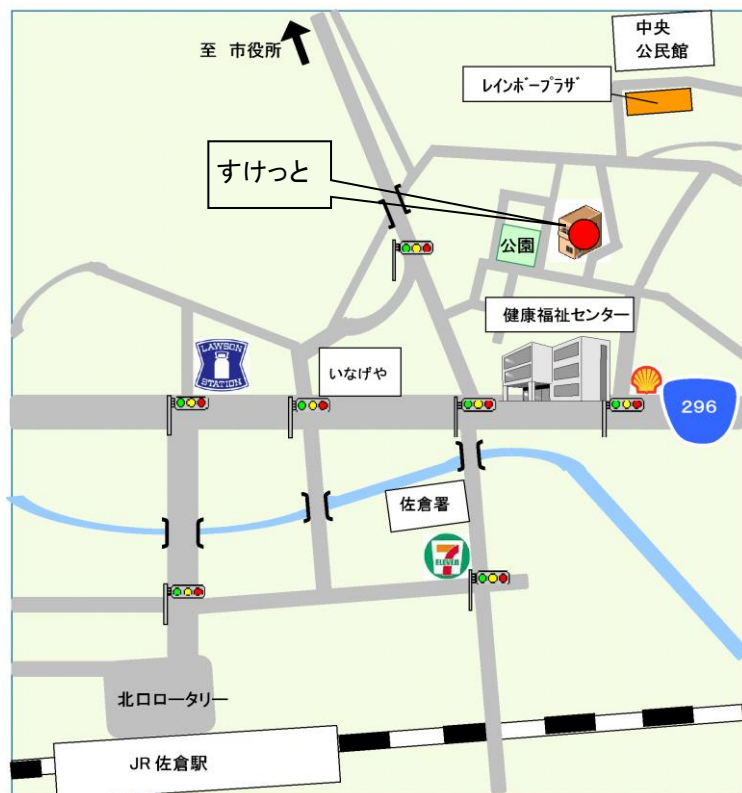 中央
公民館
至 市役所
レインボープラザ
すけっと
公園
健康福祉センター
LAWSON
STATION
いなげや
296
佐倉署
7
ELEVEN
北口ロータリー
JR 佐倉駅